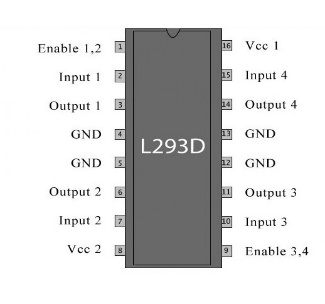 Enable 1,2 1 16 Vcc 1
Input 1 2 15 Input 4
Output 1 3 14 Output 4
GND 4 13 GND
L293D
GND 5 12 GND
Output 2 6 11 Output 3
Input 2 7 10 Input 3
Vcc 2 8 9 Enable 3,4